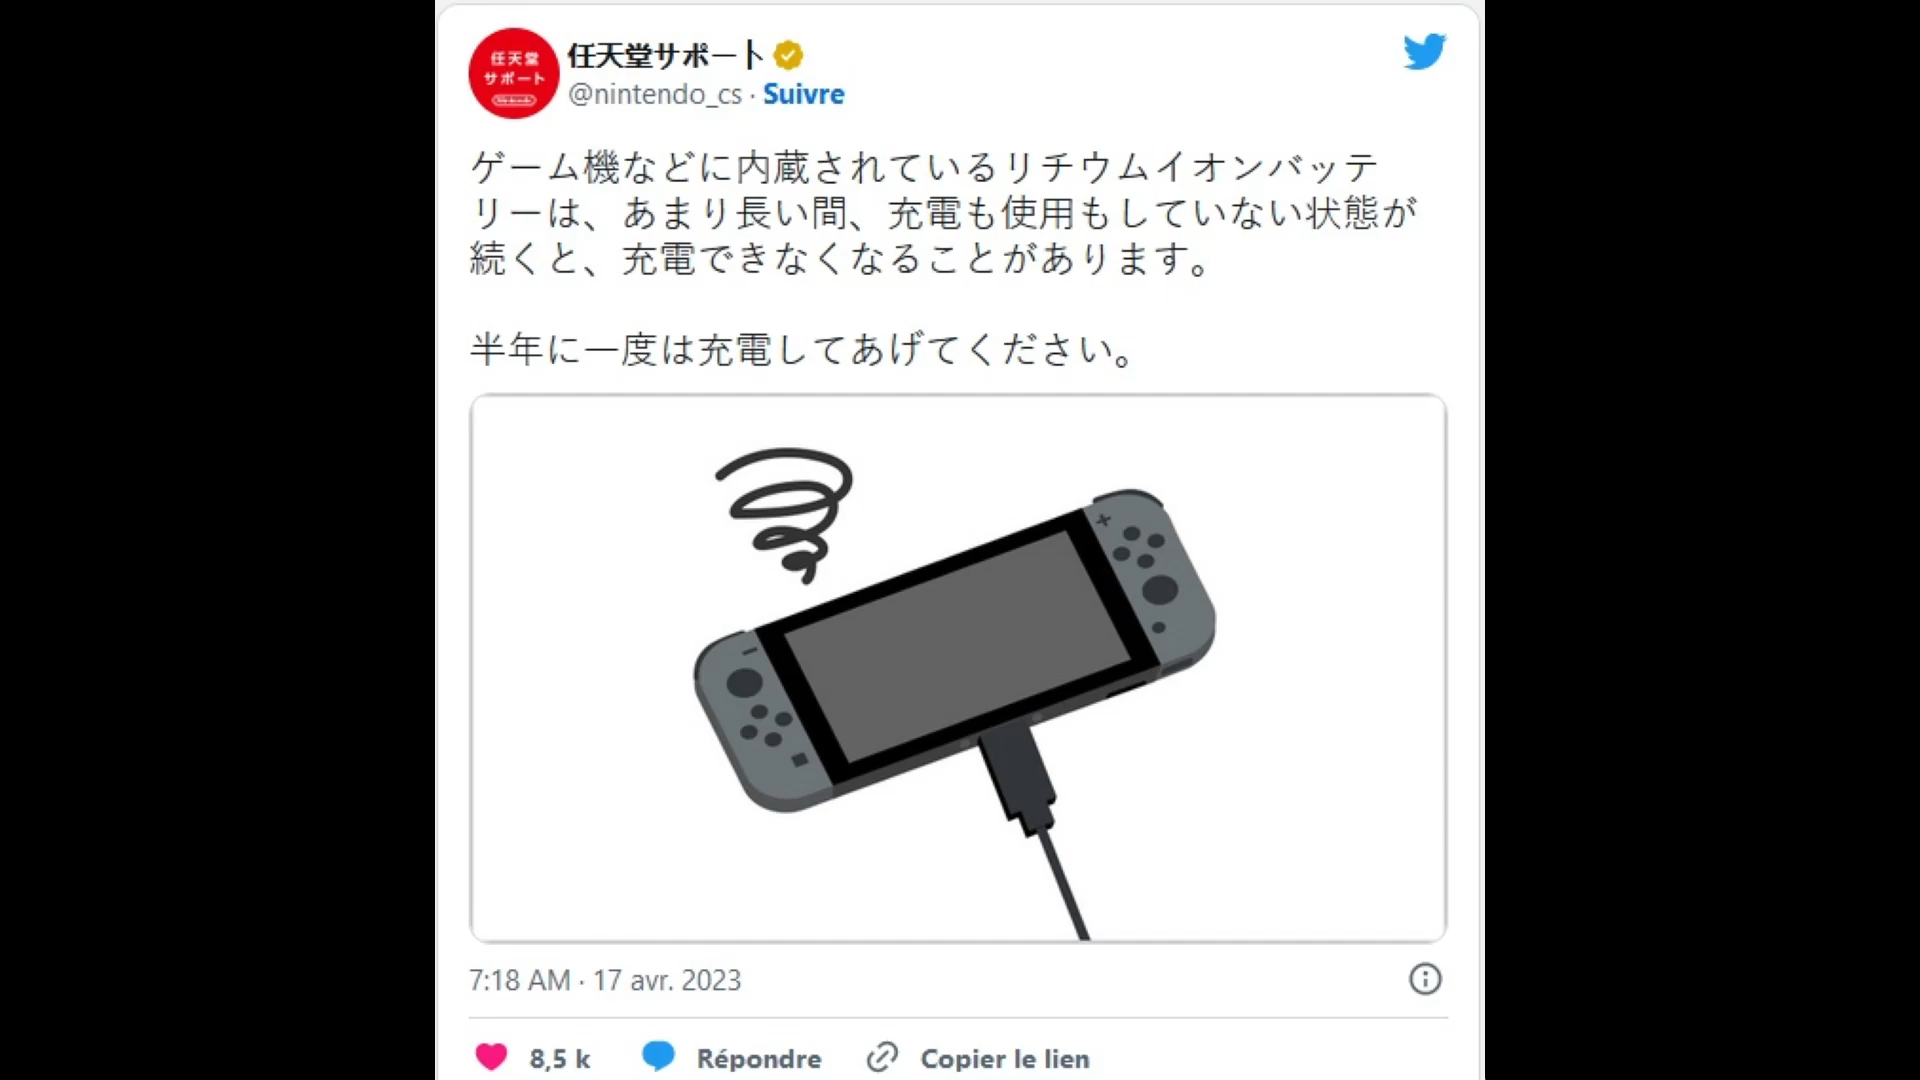 任天堂
サポート
Nintendo
任天堂サポート
@nintendo_cs · Suivre
ゲーム機などに内蔵されているリチウムイオンバッテ
リーは、あまり長い間、充電も使用もしていない状態が
続くと、充電できなくなることがあります。
半年に一度は充電してあげてください。
7:18 AM · 17 avr. 2023
8,5 k Répondre Copier le lien